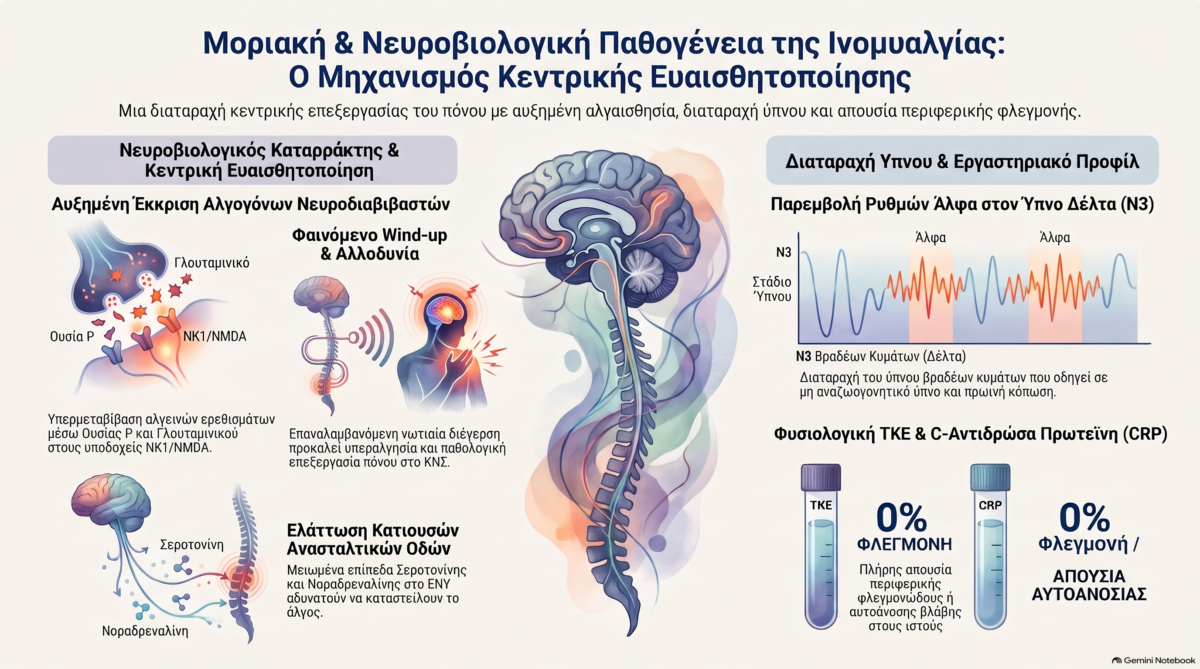 Μοριακή & Νευροβιολογική Παθογένεια της Ινομυαλγίας:
Ο Μηχανισμός Κεντρικής Ευαισθητοποίησης
Μια διαταραχή κεντρικής επεξεργασίας του πόνου με αυξημένη αλγαισθησία, διαταραχή ύπνου και απουσία περιφερικής φλεγμονής.
Νευροβιολογικός Καταρράκτης &
Κεντρική Ευαισθητοποίηση
Αυξημένη Έκκριση Αλγογόνων Νευροδιαβιβαστών
Γλουταμινικό
Ουσία P
NK1/NMDA
Υπερμεταβίβαση αλγεινών ερεθισμάτων
μέσω Ουσίας P και Γλουταμινικού
στους υποδοχείς NK1/NMDA.
Φαινόμενο Wind-up
& Αλλοδυνία
Επαναλαμβανόμενη νωτιαία διέγερση
προκαλεί υπεραλγησία και παθολογική
επεξεργασία πόνου στο ΚΝΣ.
Σεροτονίνη
Νοραδρεναλίνη
Ελάττωση Κατιουσών
Ανασταλτικών Οδών
Μειωμένα επίπεδα Σεροτονίνης
και Νοραδρεναλίνης στο ΕΝΥ
αδυνατούν να καταστείλουν το
άλγος.
Διαταραχή Υπνου & Εργαστηριακό Προφίλ
Παρεμβολή Ρυθμών Άλφα στον Ύπνο Δέλτα (N3)
Άλφα
Άλφα
N3
Στάδιο
Ύπνου
N3 Βραδέων Κυμάτων (Δέλτα)
Διαταραχή του ύπνου βραδέων κυμάτων που οδηγεί σε
μη αναζωογονητικό ύπνο και πρωινή κόπωση.
Φυσιολογική ΤΚΕ & C-Αντιδρώσα Πρωτεΐνη (CRP)
ΤΚΕ
0%
ΦΛΕΓΜΟΝΗ
Πλήρης απουσία
περιφερικής
φλεγμονώδους ή
αυτοάνοσης βλάβης
στους ιστούς
CRP
0%
Φλεγμονή /
ΑΠΟΥΣΙΑ
ΑΥΤΟΑΝΟΣΙΑΣ
Gemini Notebook